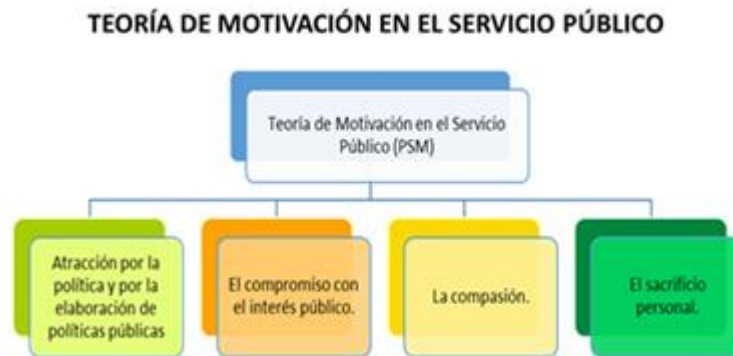 TEORÍA DE MOTIVACIÓN EN EL SERVICIO PÚBLICO
Teoría de Motivación en el Servicio
Público (PSM)
Atracción por la
política y por la
elaboración de
políticas públicas
El compromiso con
el interés público.
La compasión.
El sacrificio
personal.